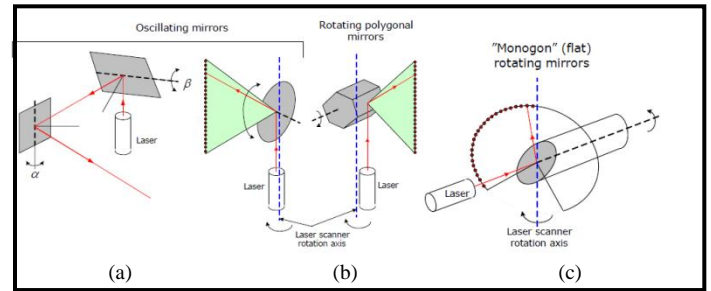 Oscillating mirrors
β
Laser
α
(a)
Rotating polygonal
mirrors
Laser
Laser
Laser scanner
rotation axis
(b)
"Monogon" (flat)
rotating mirrors
Laser
Laser scanner
rotation axis
(c)